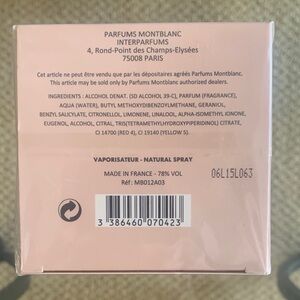 PARFUMS MONTBLANC
INTERPARFUMS
4, Rond-Point des Champs-Elysées
75008 PARIS
Cet article ne peut être vendu que par les dépositaires agréés Parfums Montblanc.
This article may be sold only by Parfums Montblanc authorized dealers.
INGREDIENTS : ALCOHOL DENAT. (SD ALCOHOL 39-C), PARFUM (FRAGRANCE),
AQUA (WATER), BUTYL METHOXYDIBENZOYLMETHANE, GERANIOL,
BENZYL SALICYLATE, CITRONELLOL, LIMONENE, LINALOOL, ALPHA-ISOMETHYL IONONE,
EUGENOL, ALCOHOL, CITRAL, TRIS(TETRAMETHYLHYDROXYPIPERIDINOL) CITRATE,
CI 14700 (RED 4), CI 19140 (YELLOW 5).
VAPORISATEUR - NATURAL SPRAY
06L15L063
MADE IN FRANCE - 78% VOL
Réf : MB012A03
3 386460 070423